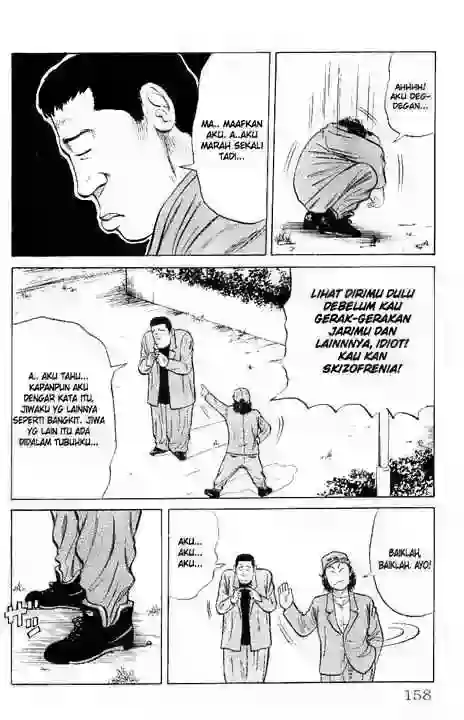 MA.. MAAFKAN
AKU. A..AKU
MARAH SEKALI
TADI...
AHHHH!
AKU DEG-
DEGAN...
LIHAT DIRIMU DULU
DEBELUM KAU
GERAK-GERAKAN
JARIMU DAN
LAINNNYA, IDIOT!
KAU KAN
SKIZOFRENIA!
A.. AKU TAHU...
KAPANPUN AKU
DENGAR KATA ITU,
JIWAKU YG LAINNYA
SEPERTI BANGKIT. JIWA
YG LAIN ITU ADA
DIDALAM TUBUHKU...
AKU...
AKU...
AKU...
BAIKLAH,
BAIKLAH. AYO!
158